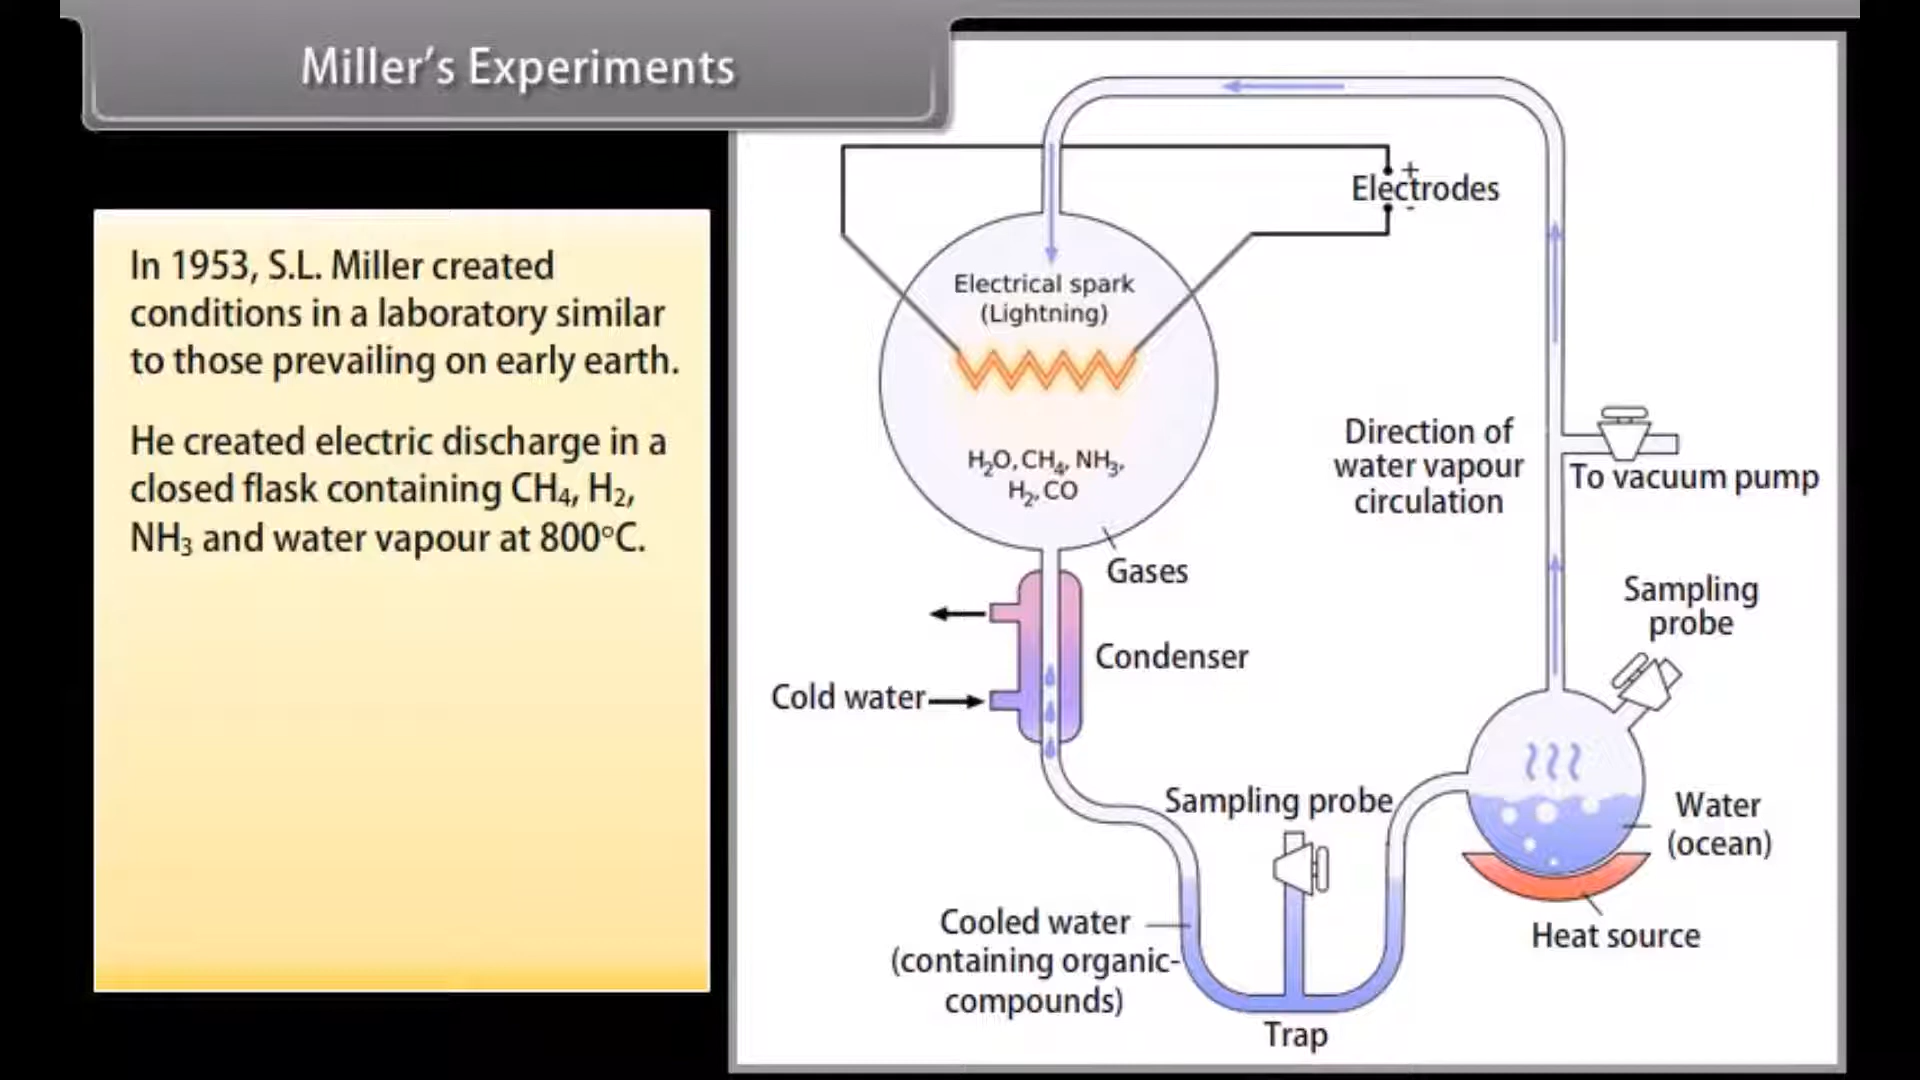 Miller's Experiments
In 1953, S.L. Miller created
conditions in a laboratory similar
to those prevailing on early earth.
He created electric discharge in a
closed flask containing CH₄, H₂,
NH₃ and water vapour at 800°C.
+
Electrodes
-
Electrical spark
(Lightning)
H₂O, CH₄, NH₃,
H₂, CO
Gases
Direction of
water vapour
circulation
To vacuum pump
Sampling
probe
Condenser
Cold water
Sampling probe
Water
(ocean)
Heat source
Cooled water
(containing organic-
compounds)
Trap